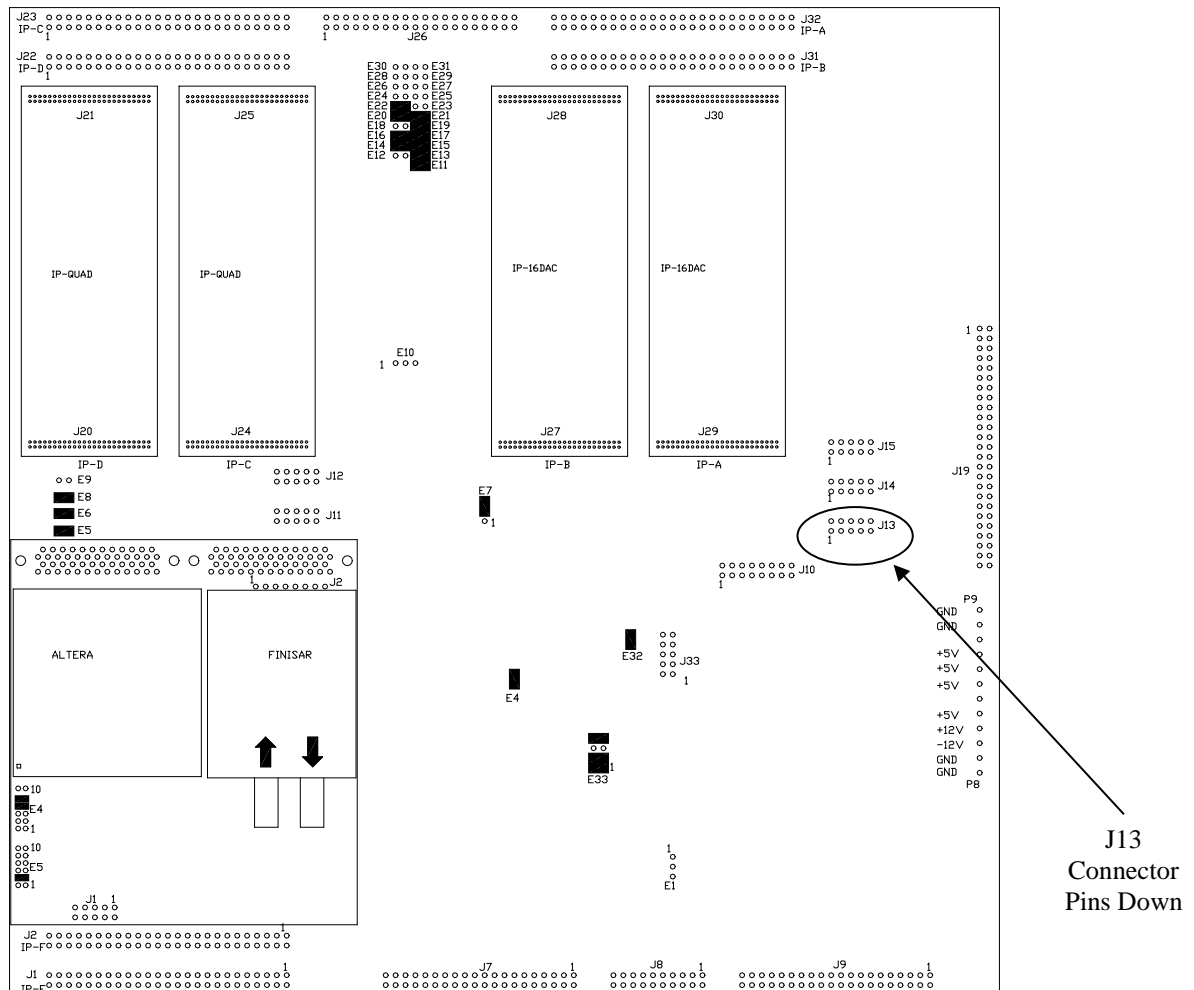 J23
IP-C
1
1
J26
J32
IP-A
J22
IP-D
1
J31
IP-B
E30
E31
E28
E29
E26
E27
E24
E25
E22
E23
E20
E21
E18
E19
E16
E17
E14
E15
E12
E13
E11
J21
J25
J28
J30
IP-QUAD
IP-QUAD
IP-16DAC
IP-16DAC
1
E10
1
J20
J24
J27
J29
IP-D
IP-C
IP-B
IP-A
J15
1
J19
E9
E8
E6
E5
J12
J11
E7
1
J14
1
J13
1
J10
1
1
J2
ALTERA
FINISAR
E32
J33
1
E4
P9
GND
GND
+5V
+5V
+5V
+5V
+12V
-12V
GND
GND
P8
1
E33
10
E4
1
10
E5
1
J1 1
1
E1
J13
Connector
Pins Down
J2
IP-F
1
J1
IP-E
1
J7
1
J8
1
J9
1